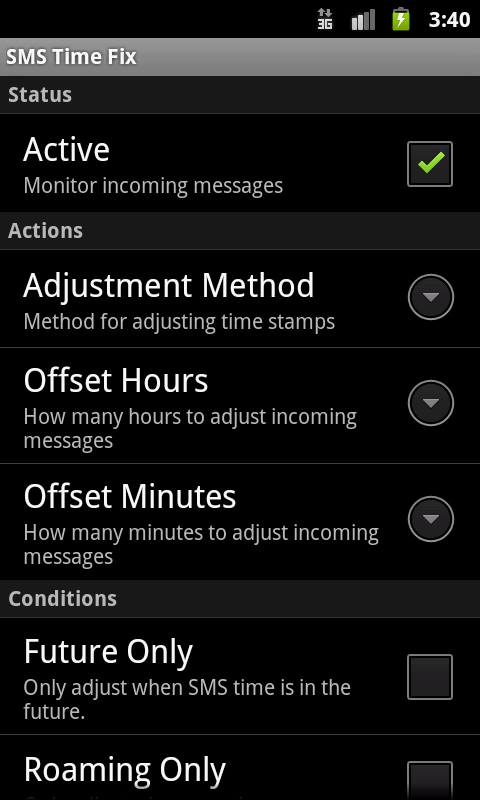 3G 3:40
SMS Time Fix
Status
Active
Monitor incoming messages
Actions
Adjustment Method
Method for adjusting time stamps
Offset Hours
How many hours to adjust incoming
messages
Offset Minutes
How many minutes to adjust incoming
messages
Conditions
Future Only
Only adjust when SMS time is in the
future.
Roaming Only